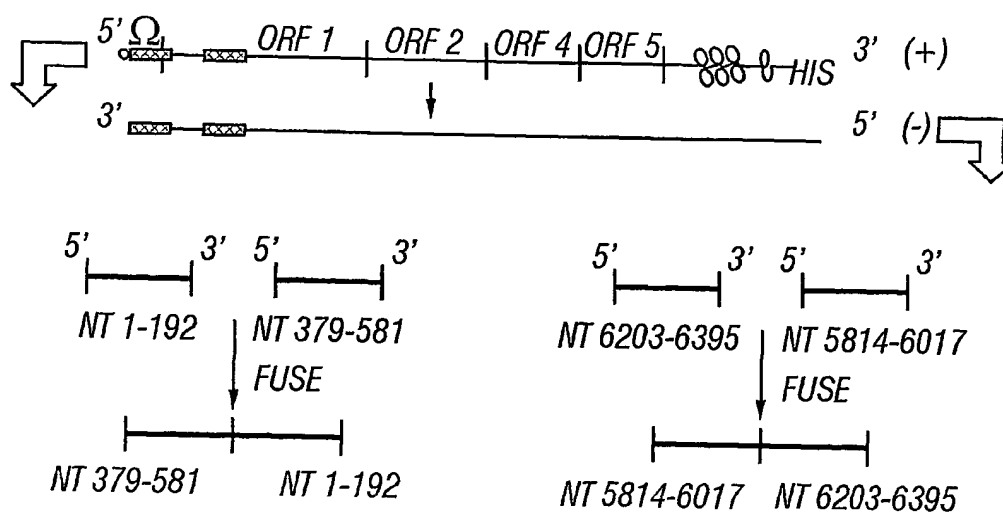 5' Ω ORF 1 ORF 2 ORF 4 ORF 5 HIS 3' (+)
3' 5' (-)
5' 3' 5' 3' 5' 3' 5' 3'
NT 1-192 NT 379-581 NT 6203-6395 NT 5814-6017
FUSE FUSE
NT 379-581 NT 1-192 NT 5814-6017 NT 6203-6395